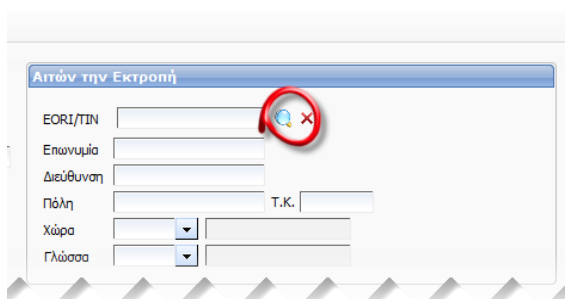 Αιτών την Εκτροπή
EORI/TIN
Επωνυμία
Διεύθυνση
Πόλη Τ.Κ.
Χώρα
Γλώσσα